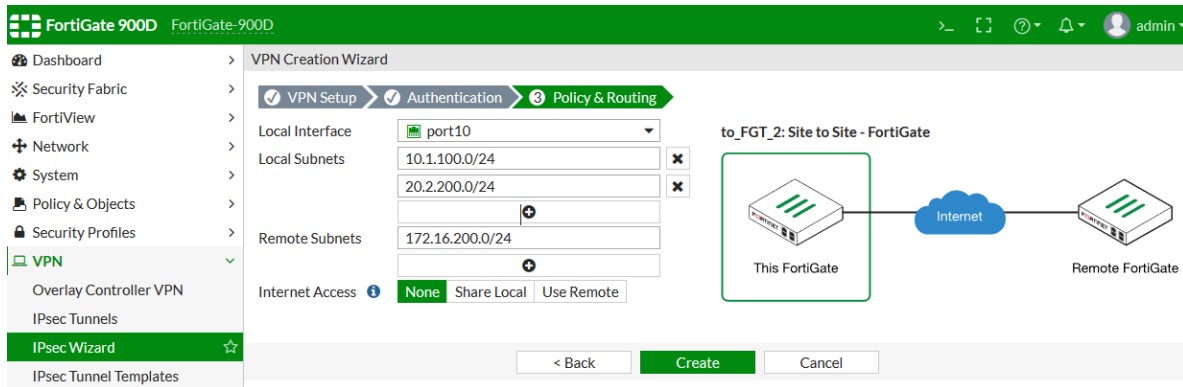 FortiGate 900D FortiGate-900D >_ admin
Dashboard
Security Fabric
FortiView
Network
System
Policy & Objects
Security Profiles
VPN
Overlay Controller VPN
IPsec Tunnels
IPsec Wizard
IPsec Tunnel Templates
VPN Creation Wizard
VPN Setup Authentication 3 Policy & Routing
Local Interface port10
Local Subnets 10.1.100.0/24
20.2.200.0/24
Remote Subnets 172.16.200.0/24
Internet Access None Share Local Use Remote
to_FGT_2: Site to Site - FortiGate
FORTINET
Internet
FORTINET
This FortiGate
Remote FortiGate
< Back Create Cancel